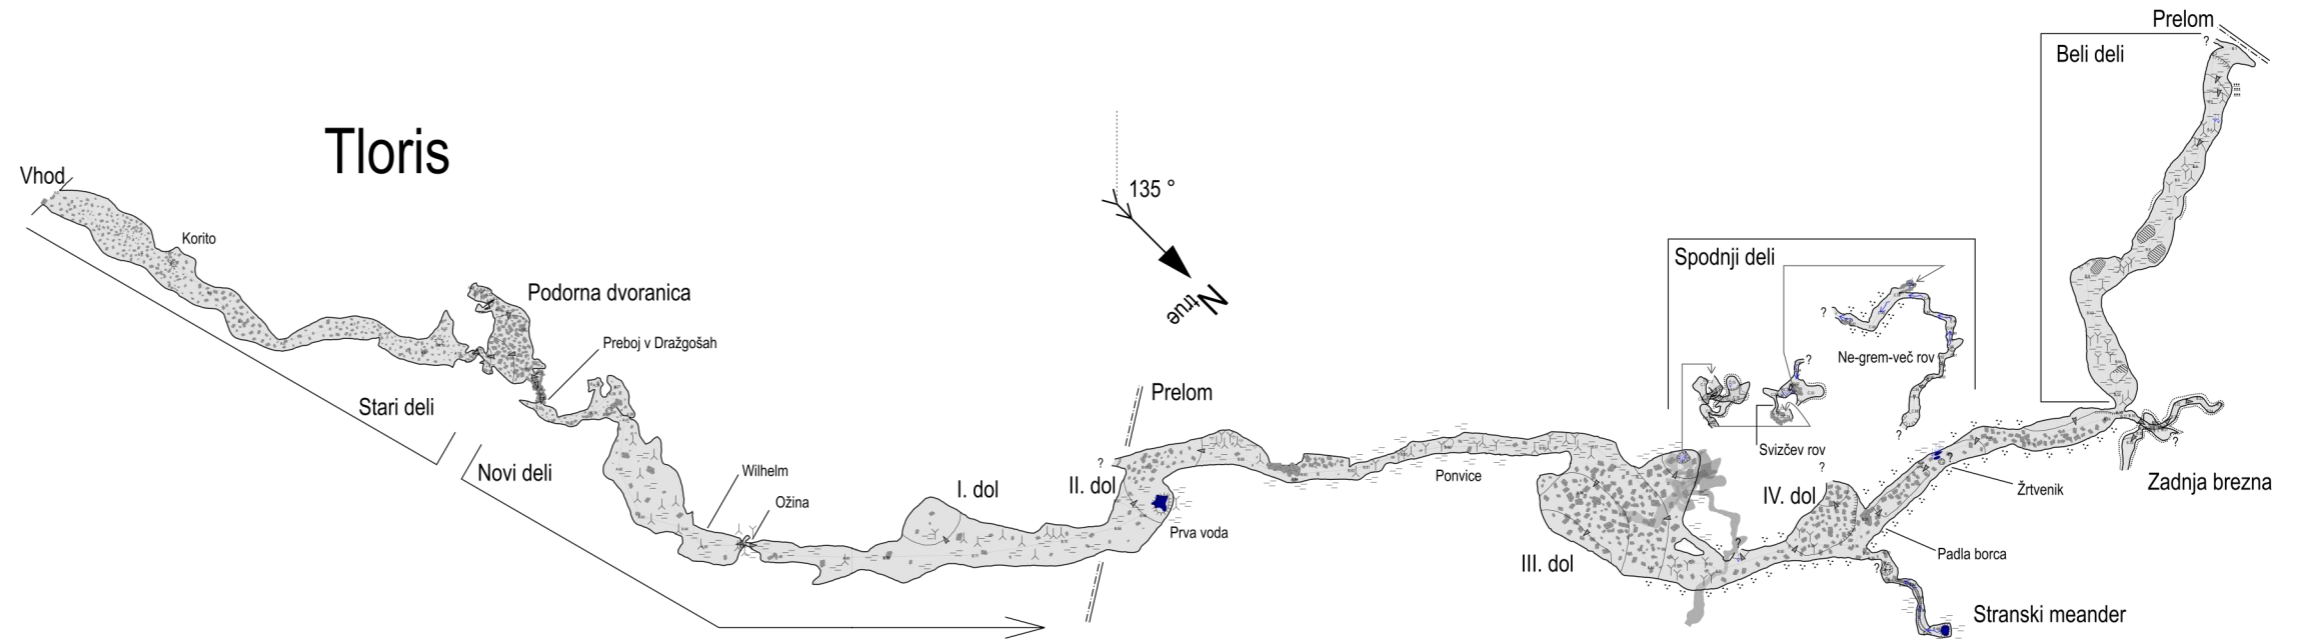 Prelom
Beli deli
Tloris
Vhod
135 °
N true
Korito
Spodnji deli
Podorna dvoranica
Preboj v Dražgošah
Ne-grem-več rov
Stari deli
Prelom
Svizčev rov
Novi deli
Wilhelm
Ožina
I. dol
II. dol
Ponvice
Prva voda
III. dol
IV. dol
Žrtvenik
Zadnja brezna
Padla borca
Stranski meander
?
?
?
?
?
?
?
?
?
?